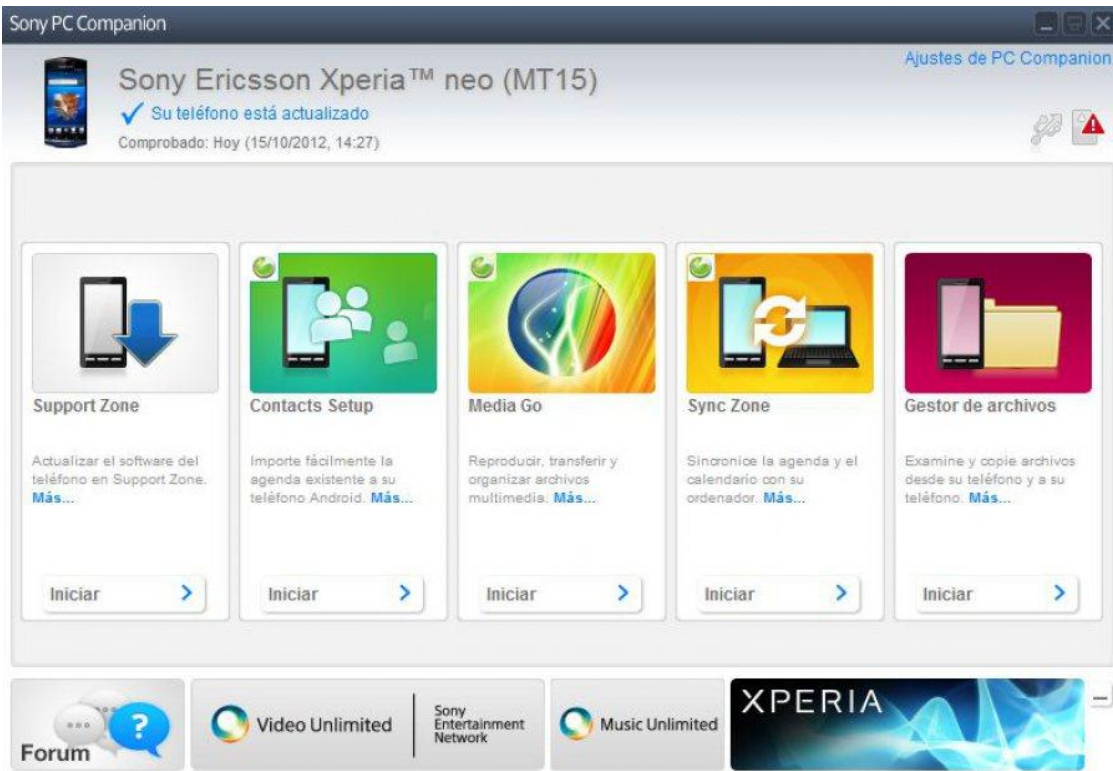 Sony PC Companion
Ajustes de PC Companion
Sony Ericsson Xperia™ neo (MT15)
Su teléfono está actualizado
Comprobado: Hoy (15/10/2012, 14:27)
Support Zone
Actualizar el software del
teléfono en Support Zone.
Más...
Iniciar
Contacts Setup
Importe fácilmente la
agenda existente a su
teléfono Android. Más...
Iniciar
Media Go
Reproducir, transferir y
organizar archivos
multimedia. Más...
Iniciar
Sync Zone
Sincronice la agenda y el
calendario con su
ordenador. Más...
Iniciar
Gestor de archivos
Examine y copie archivos
desde su teléfono y a su
teléfono. Más...
Iniciar
Forum
Video Unlimited
Sony
Entertainment
Network
Music Unlimited
XPERIA